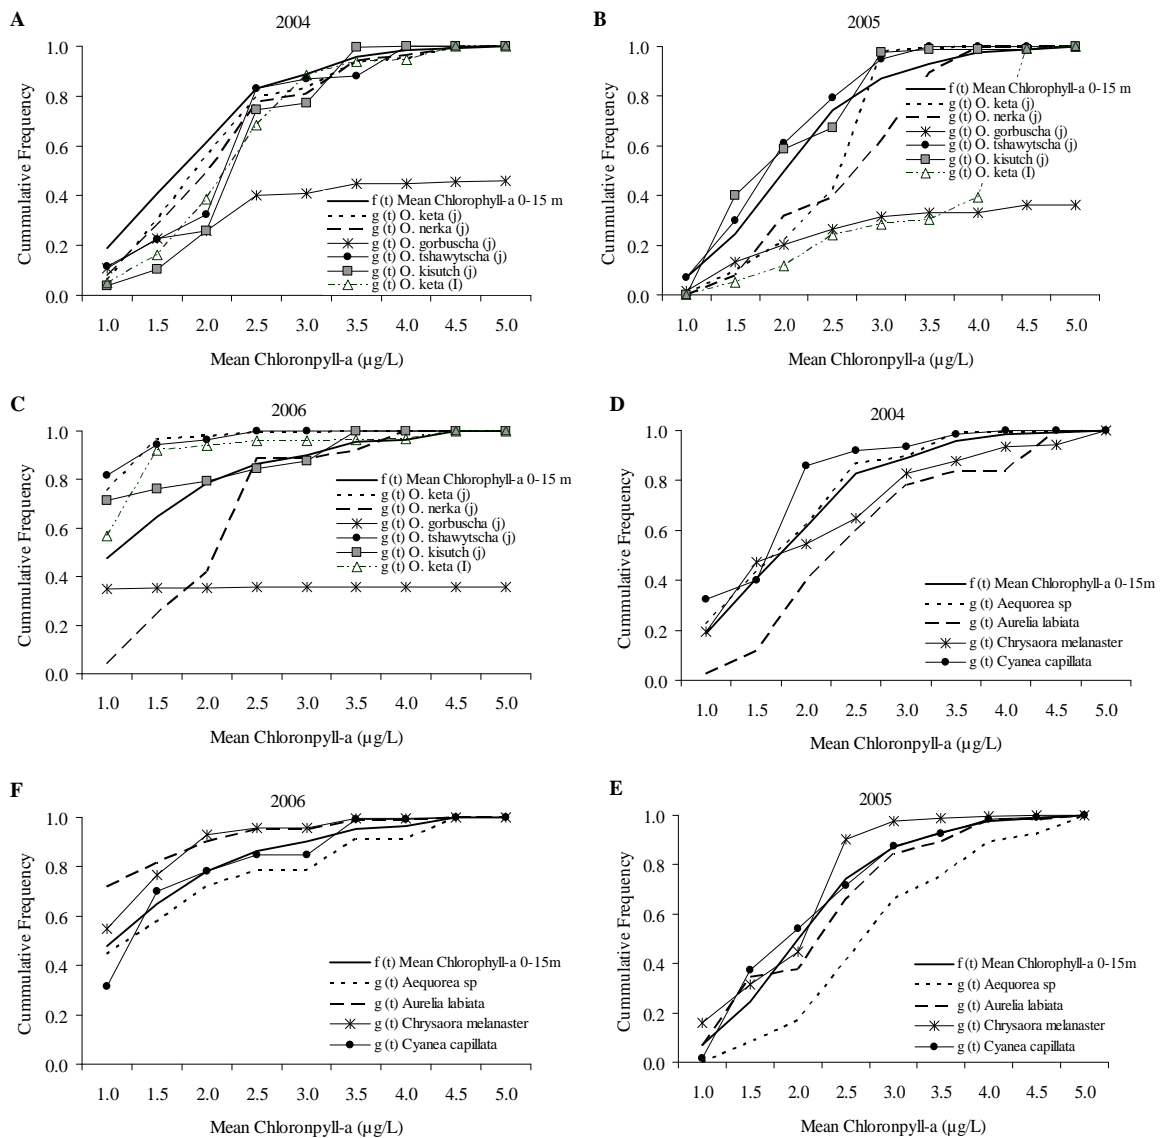 A
2004
1.0
0.8
0.6
0.4
0.2
0.0
Cummulative Frequency
f (t) Mean Chlorophyll-a 0-15 m
g (t) O. keta (j)
g (t) O. nerka (j)
g (t) O. gorbuscha (j)
g (t) O. tshawytscha (j)
g (t) O. kisutch (j)
g (t) O. keta (I)
1.0 1.5 2.0 2.5 3.0 3.5 4.0 4.5 5.0
Mean Chloronpyll-a (µg/L)
B
2005
1.0
0.8
0.6
0.4
0.2
0.0
Cummulative Frequency
f (t) Mean Chlorophyll-a 0-15 m
g (t) O. keta (j)
g (t) O. nerka (j)
g (t) O. gorbuscha (j)
g (t) O. tshawytscha (j)
g (t) O. kisutch (j)
g (t) O. keta (I)
1.0 1.5 2.0 2.5 3.0 3.5 4.0 4.5 5.0
Mean Chloronpyll-a (µg/L)
C
2006
1.0
0.8
0.6
0.4
0.2
0.0
Cummulative Frequency
f (t) Mean Chlorophyll-a 0-15 m
g (t) O. keta (j)
g (t) O. nerka (j)
g (t) O. gorbuscha (j)
g (t) O. tshawytscha (j)
g (t) O. kisutch (j)
g (t) O. keta (I)
1.0 1.5 2.0 2.5 3.0 3.5 4.0 4.5 5.0
Mean Chloronpyll-a (µg/L)
D
2004
1.0
0.8
0.6
0.4
0.2
0.0
Cummulative Frequency
f (t) Mean Chlorophyll-a 0-15m
g (t) Aequorea sp
g (t) Aurelia labiata
g (t) Chrysaora melanaster
g (t) Cyanea capillata
1.0 1.5 2.0 2.5 3.0 3.5 4.0 4.5 5.0
Mean Chloronpyll-a (µg/L)
F
2006
1.0
0.8
0.6
0.4
0.2
0.0
Cummulative Frequency
f (t) Mean Chlorophyll-a 0-15m
g (t) Aequorea sp
g (t) Aurelia labiata
g (t) Chrysaora melanaster
g (t) Cyanea capillata
1.0 1.5 2.0 2.5 3.0 3.5 4.0 4.5 5.0
Mean Chloronpyll-a (µg/L)
E
2005
1.0
0.8
0.6
0.4
0.2
0.0
Cummulative Frequency
f (t) Mean Chlorophyll-a 0-15m
g (t) Aequorea sp
g (t) Aurelia labiata
g (t) Chrysaora melanaster
g (t) Cyanea capillata
1.0 1.5 2.0 2.5 3.0 3.5 4.0 4.5 5.0
Mean Chloronpyll-a (µg/L)